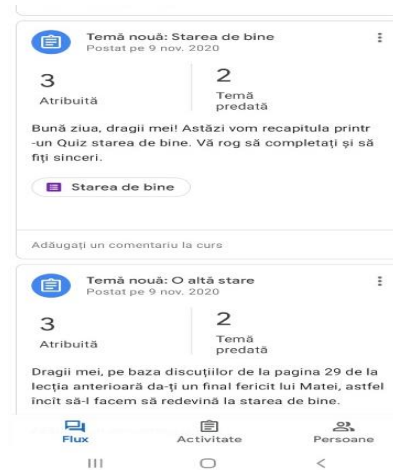 Temă nouă: Starea de bine
Postat pe 9 nov. 2020
3
Atribuită
2
Temă
predată
Bună ziua, dragii mei! Astăzi vom recapitula printr
-un Quiz starea de bine. Vă rog să completați și să
fiți sinceri.
Starea de bine
Adăugați un comentariu la curs
Temă nouă: O altă stare
Postat pe 9 nov. 2020
3
Atribuită
2
Temă
predată
Dragii mei, pe baza discuțiilor de la pagina 29 de la
lecția anterioară da-ți un final fericit lui Matei, astfel
încît să-l facem să redevină la starea de bine.
Flux
Activitate
Persoane